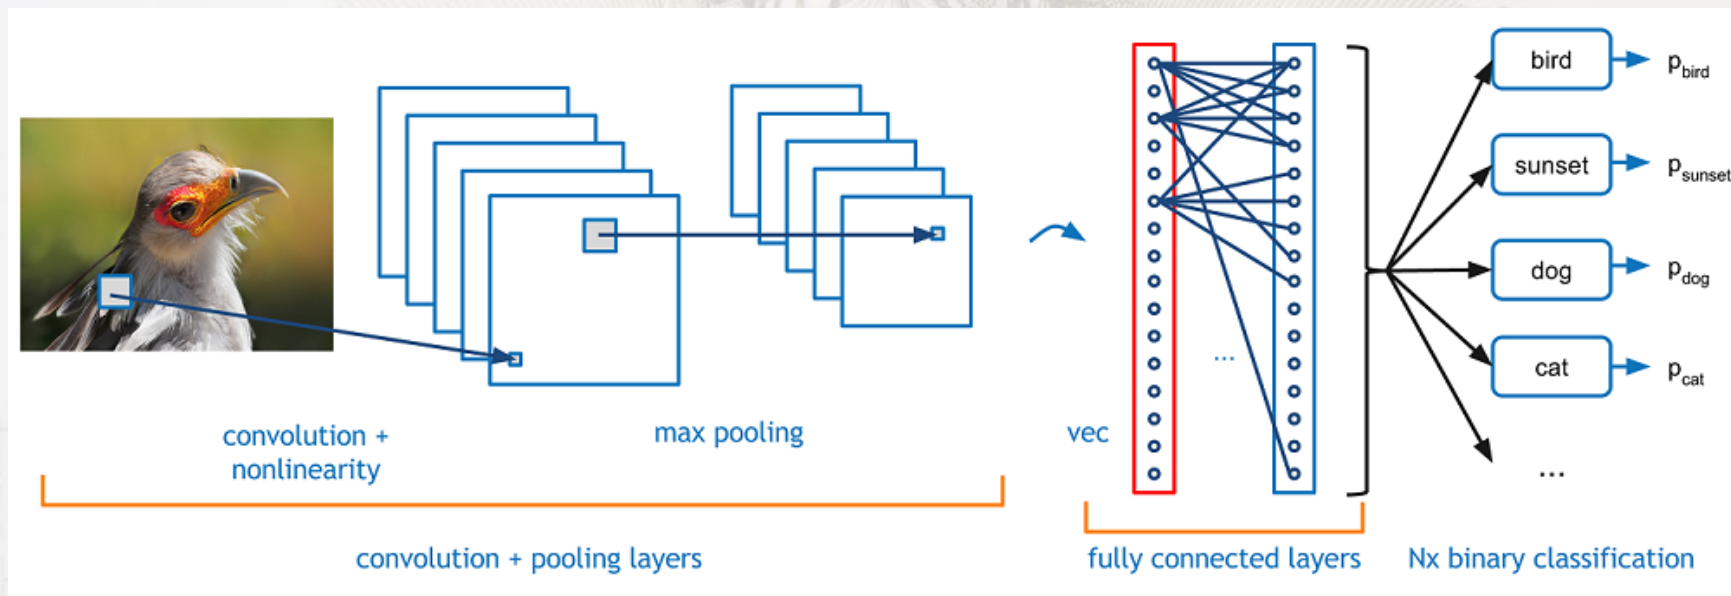 convolution +
nonlinearity
max pooling
vec
...
bird
p_bird
sunset
p_sunset
dog
p_dog
cat
p_cat
...
convolution + pooling layers
fully connected layers
Nx binary classification